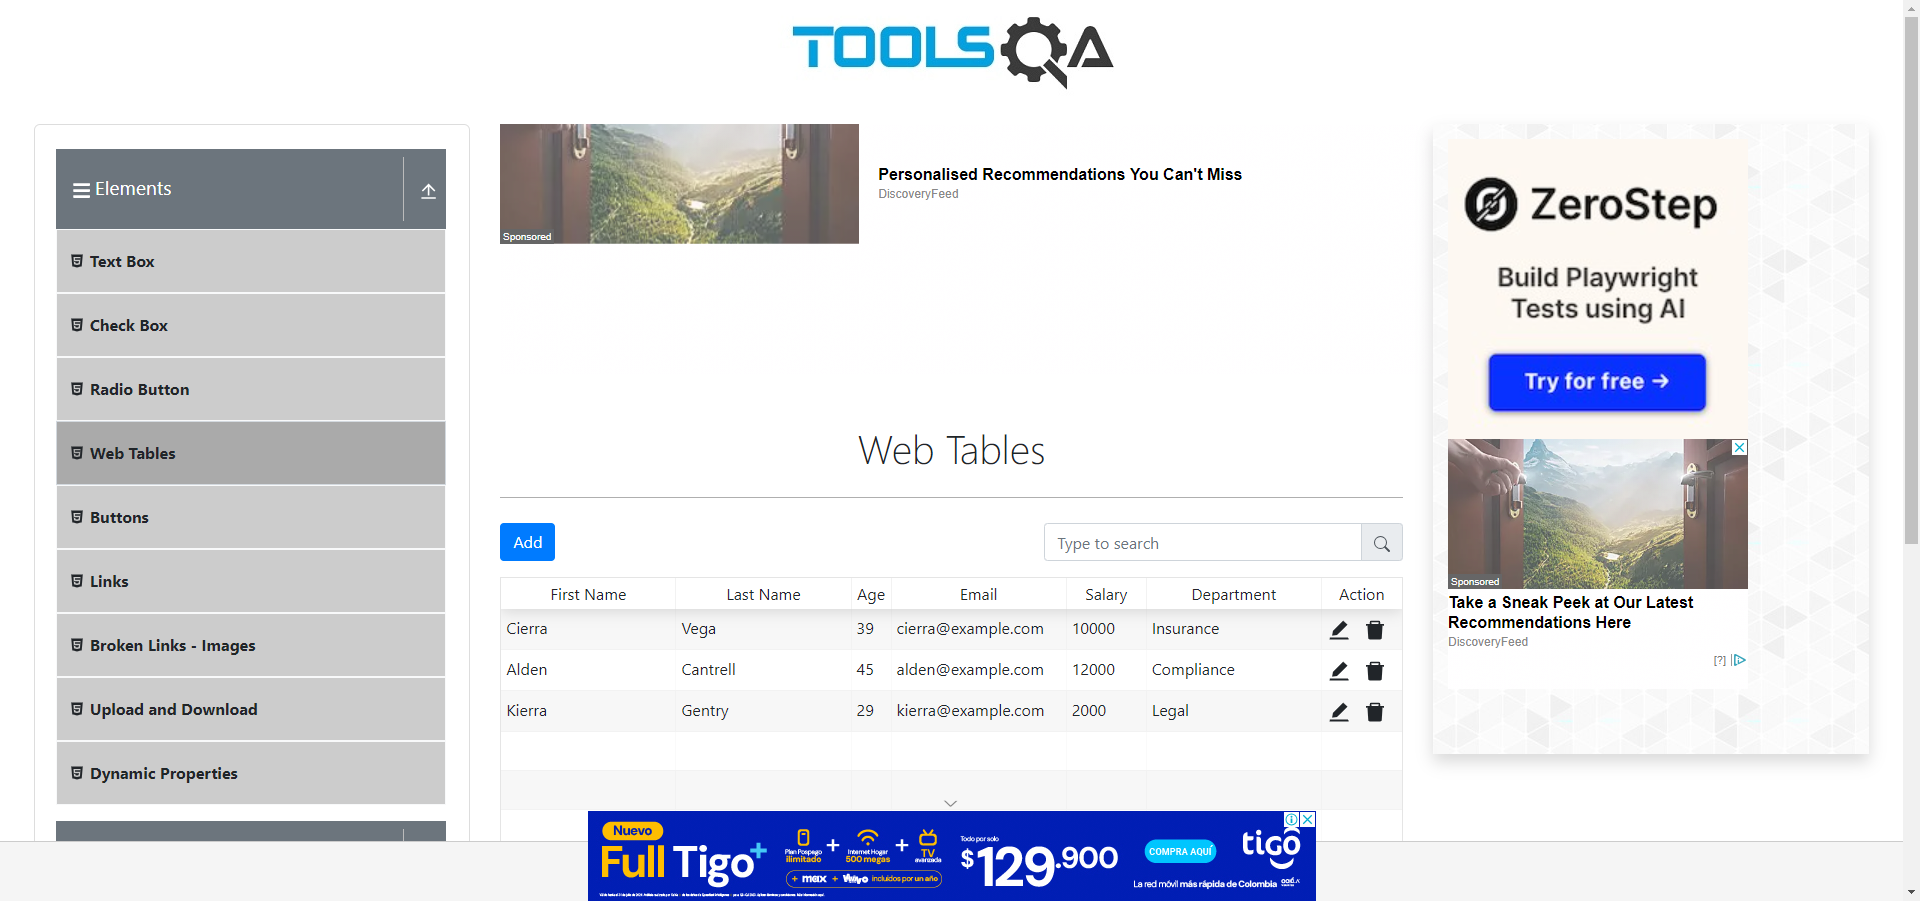 TOOLSQA
Elements
Text Box
Check Box
Radio Button
Web Tables
Buttons
Links
Broken Links - Images
Upload and Download
Dynamic Properties
Sponsored
Personalised Recommendations You Can't Miss
DiscoveryFeed
Web Tables
Add
Type to search
First Name Last Name Age Email Salary Department Action
Cierra Vega 39 cierra@example.com 10000 Insurance
Alden Cantrell 45 alden@example.com 12000 Compliance
Kierra Gentry 29 kierra@example.com 2000 Legal
ZeroStep
Build Playwright
Tests using AI
Try for free →
Sponsored
Take a Sneak Peek at Our Latest
Recommendations Here
DiscoveryFeed
[?]
Nuevo
Full Tigo+
Plan Pospago
ilimitado
+
Internet Hogar
500 megas
+
TV
avanzada
+ max + incluidos por un año
Todo por solo
$129.900
COMPRA AQUÍ
tigo
La red móvil más rápida de Colombia